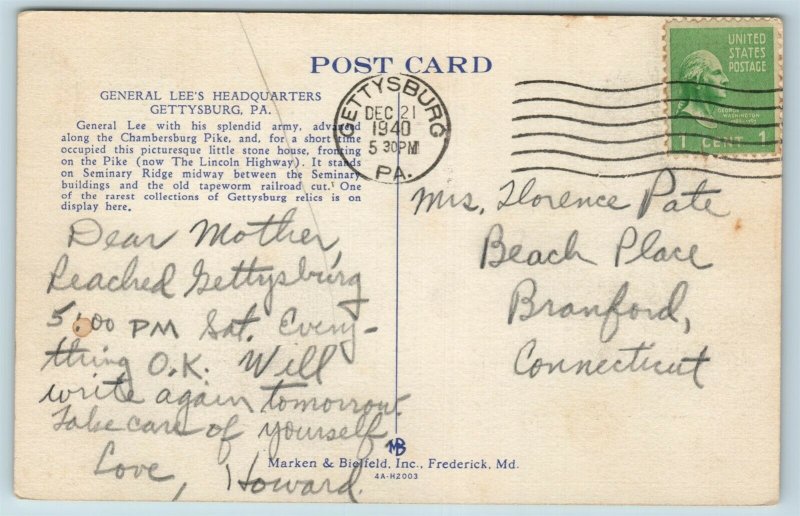 POST CARD
GENERAL LEE'S HEADQUARTERS
GETTYSBURG, PA.
General Lee with his splendid army, advanced
along the Chambersburg Pike, and, for a short time
occupied this picturesque little stone house, fronting
on the Pike (now The Lincoln Highway). It stands
on Seminary Ridge midway between the Seminary
buildings and the old tapeworm railroad cut. One
of the rarest collections of Gettysburg relics is on
display here.
GETTYSBURG
DEC 21
1940
5 30PM
PA.
UNITED
STATES
POSTAGE
GEORGE
WASHINGTON
1 CENT 1
Dear Mother,
Reached Gettysburg
5:00 PM Sat. Every-
thing O.K. Will
write again tomorrow.
Take care of yourself,
Love,
Howard.
Mrs. Florence Pate
Beach Place
Branford,
Connecticut
MB
Marken & Bielfeld, Inc., Frederick, Md.
4A-H2003